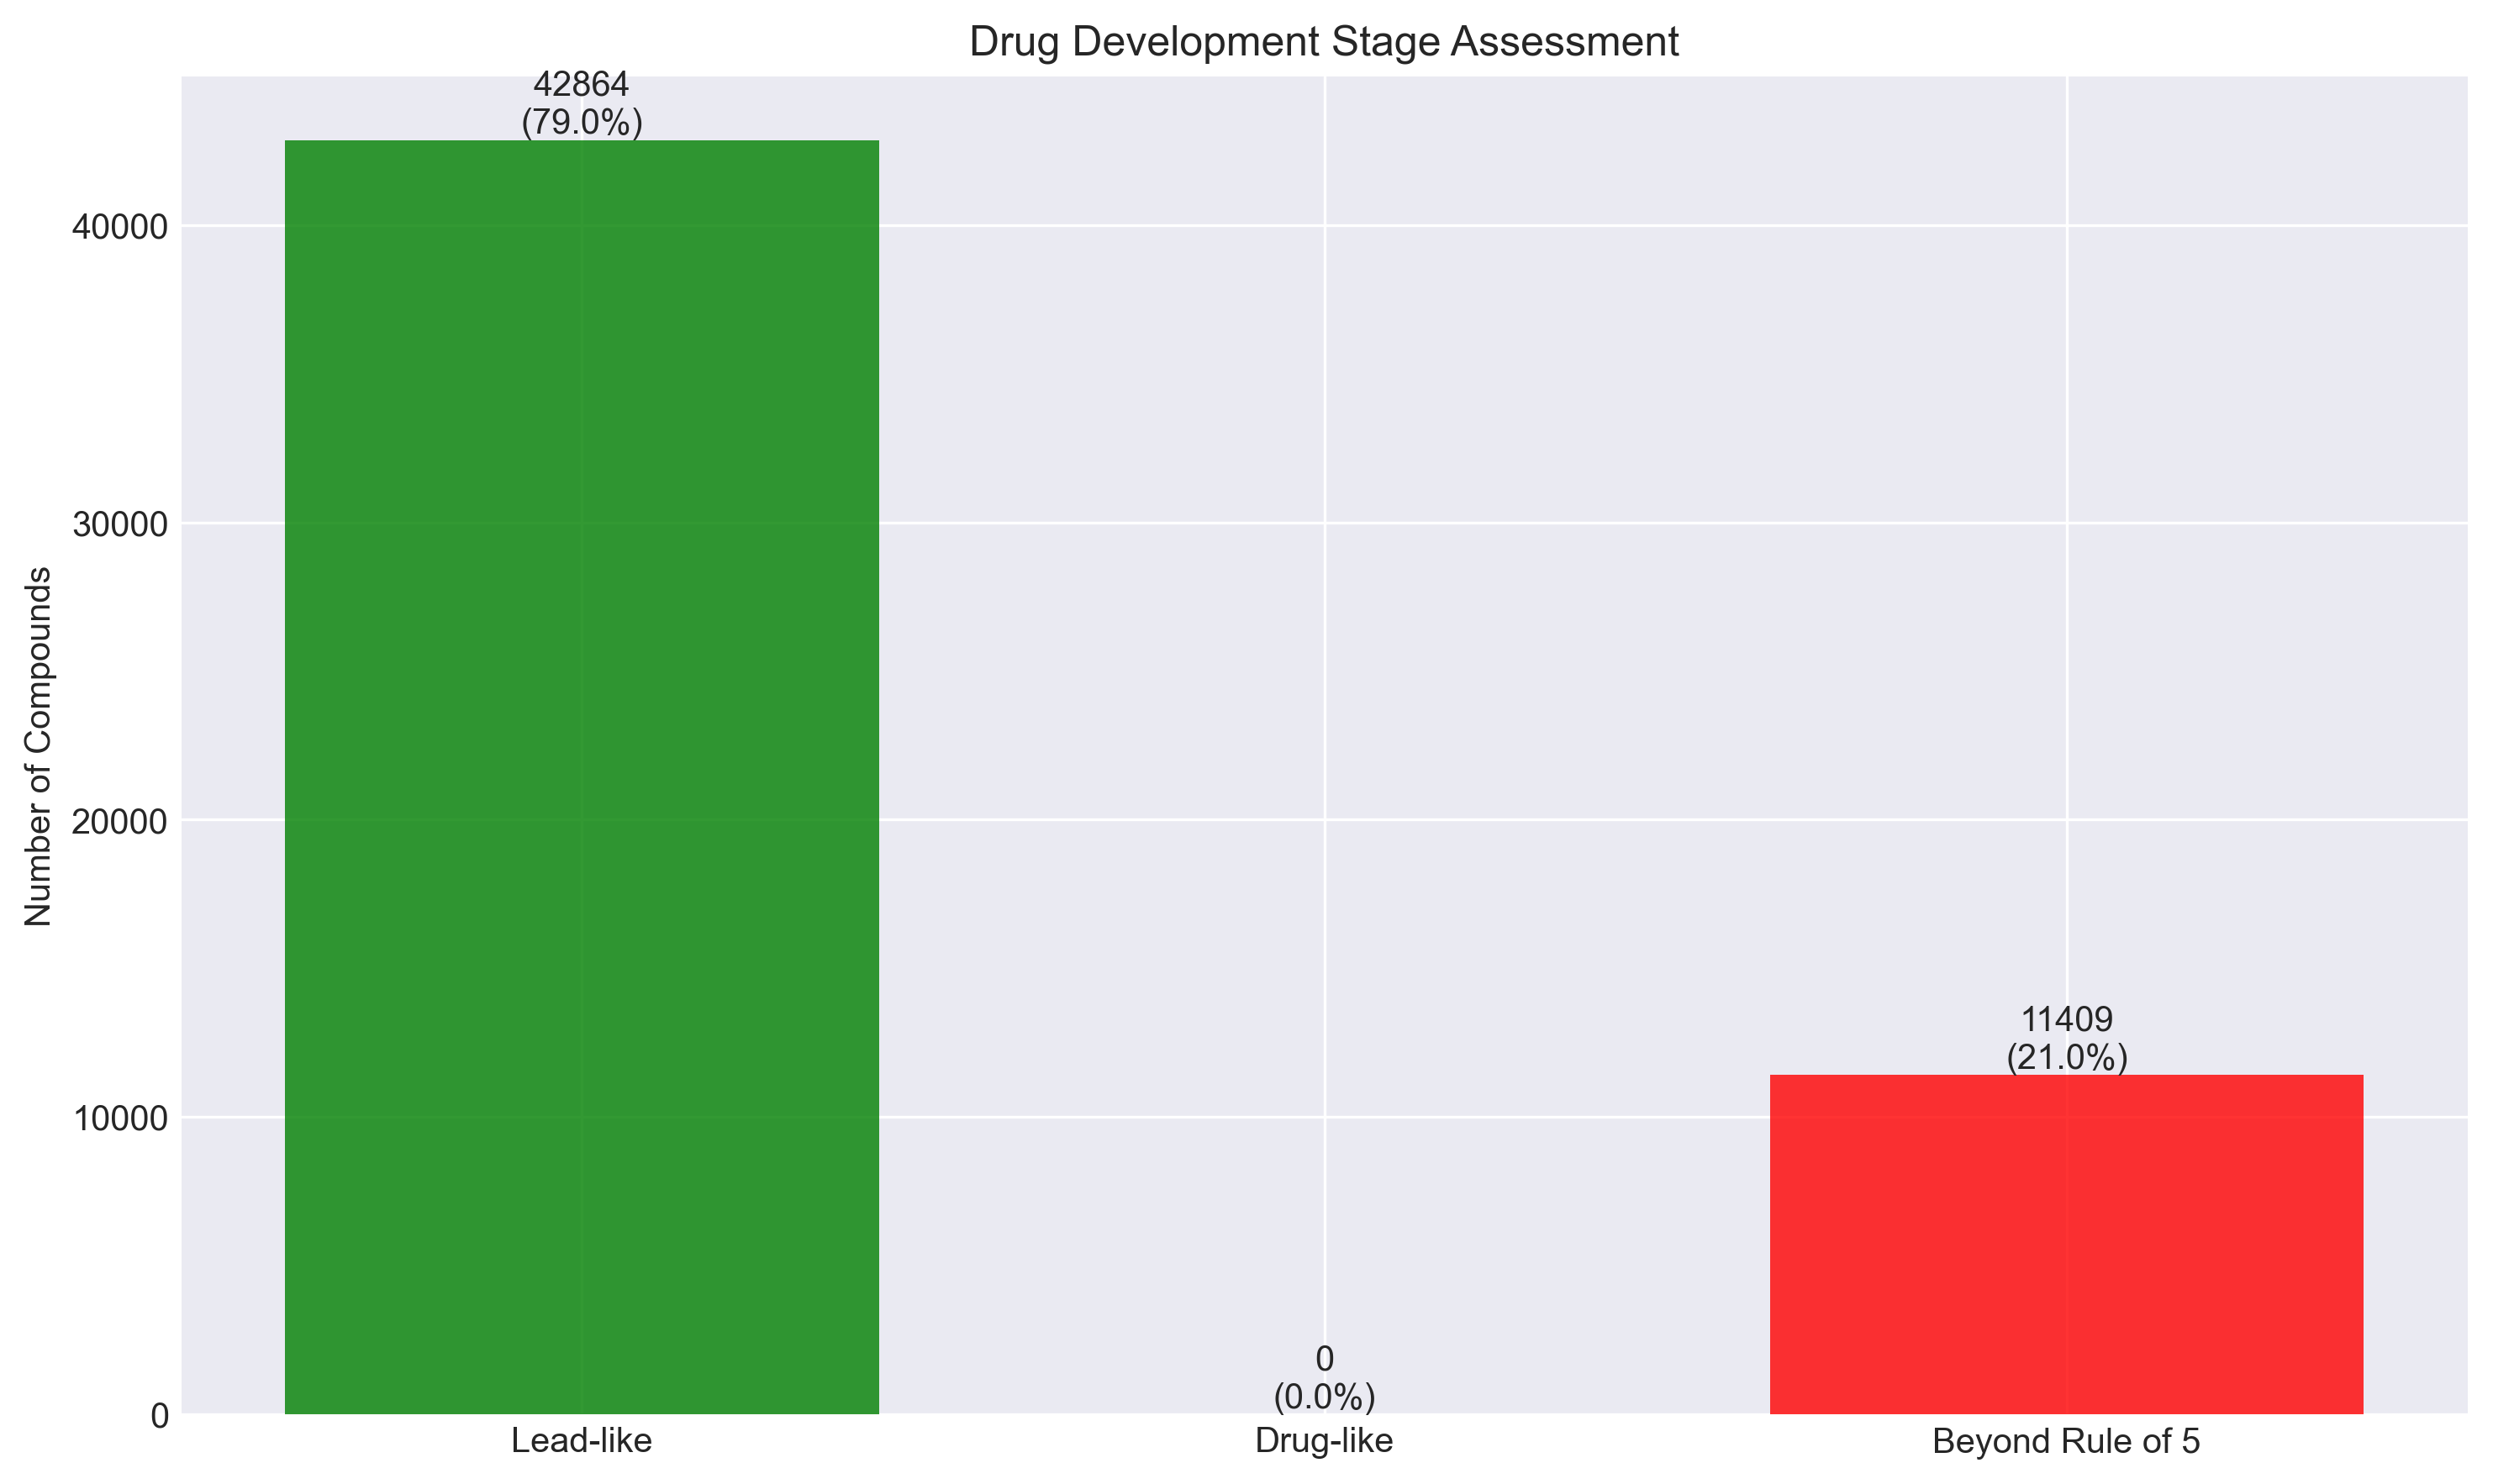 Drug Development Stage Assessment
42864
(79.0%)
40000
30000
20000
10000
0
Number of Compounds
0
(0.0%)
11409
(21.0%)
Lead-like
Drug-like
Beyond Rule of 5